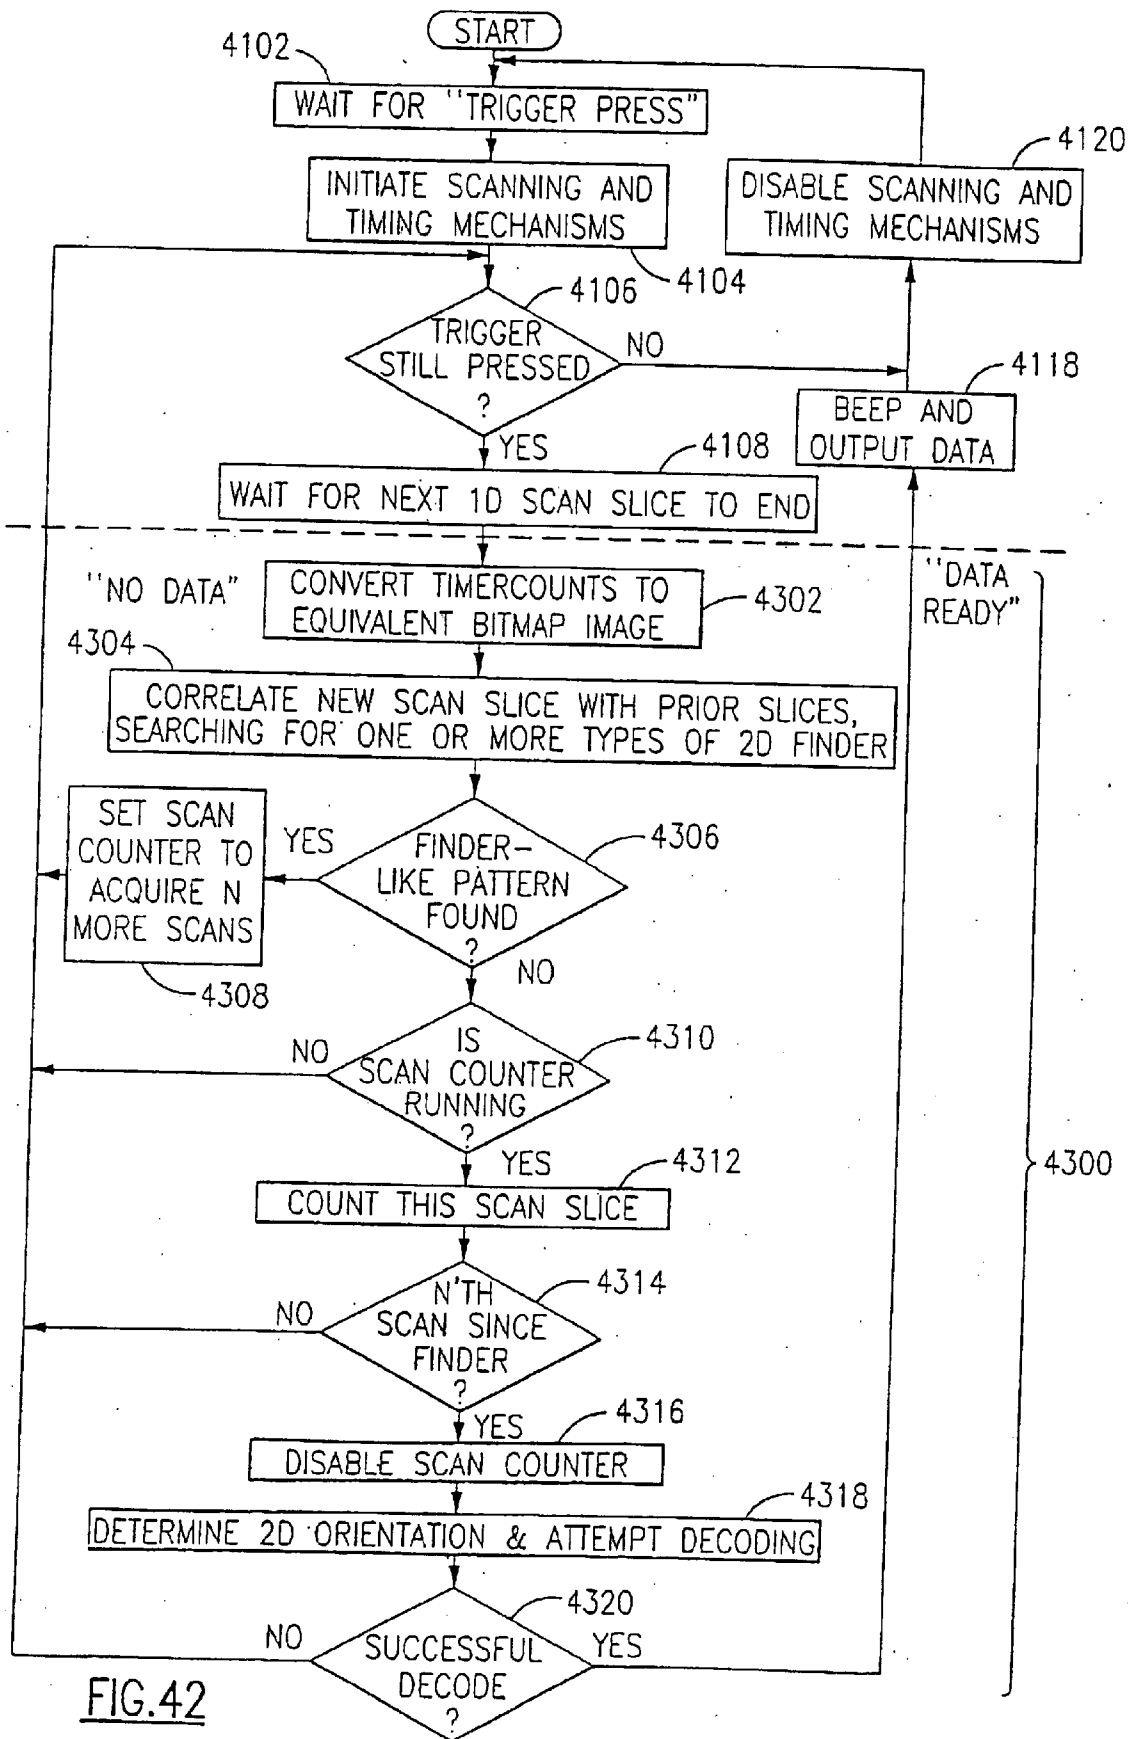 START
4102
WAIT FOR "TRIGGER PRESS"
4120
INITIATE SCANNING AND
TIMING MECHANISMS
DISABLE SCANNING AND
TIMING MECHANISMS
4104
4106
TRIGGER
STILL PRESSED
?
NO
4118
BEEP AND
OUTPUT DATA
YES
4108
WAIT FOR NEXT 1D SCAN SLICE TO END
"NO DATA"
CONVERT TIMERCOUNTS TO
EQUIVALENT BITMAP IMAGE
4302
"DATA
READY"
4304
CORRELATE NEW SCAN SLICE WITH PRIOR SLICES,
SEARCHING FOR ONE OR MORE TYPES OF 2D FINDER
SET SCAN
COUNTER TO
ACQUIRE N
MORE SCANS
YES
4306
FINDER-
LIKE PATTERN
FOUND
?
4308
NO
4310
NO
IS
SCAN COUNTER
RUNNING
?
YES
4312
4300
COUNT THIS SCAN SLICE
4314
NO
N'TH
SCAN SINCE
FINDER
?
YES
4316
DISABLE SCAN COUNTER
4318
DETERMINE 2D ORIENTATION & ATTEMPT DECODING
4320
NO
SUCCESSFUL
DECODE
?
YES
FIG.42